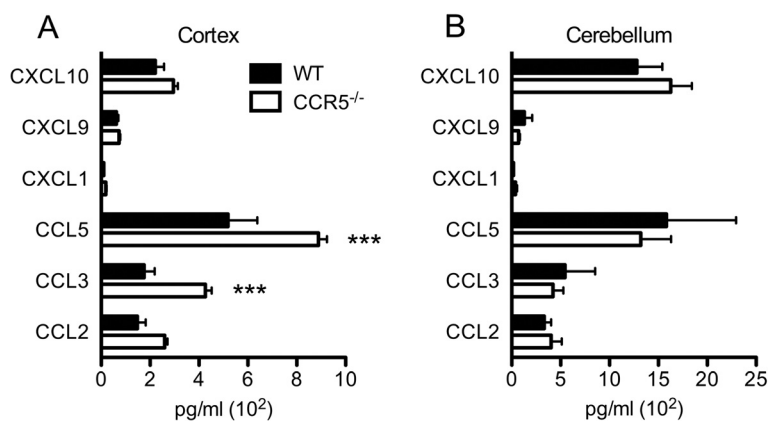 A
Cortex
CXCL10
CXCL9
CXCL1
CCL5
CCL3
CCL2
WT
CCR5-/-
***
***
0 2 4 6 8 10
pg/ml (10²)
B
Cerebellum
CXCL10
CXCL9
CXCL1
CCL5
CCL3
CCL2
0 5 10 15 20 25
pg/ml (10²)